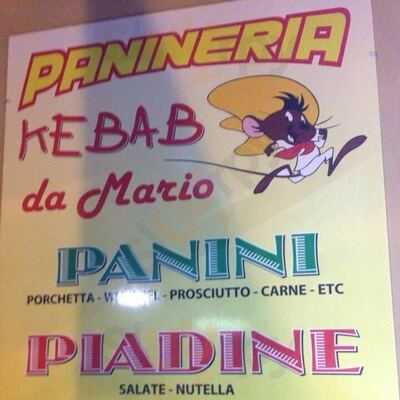 PANINERIA
KEBAB
da Mario
PANINI
PORCHETTA - - PROSCIUTTO - CARNE - ETC
PIADINE
SALATE - NUTELLA